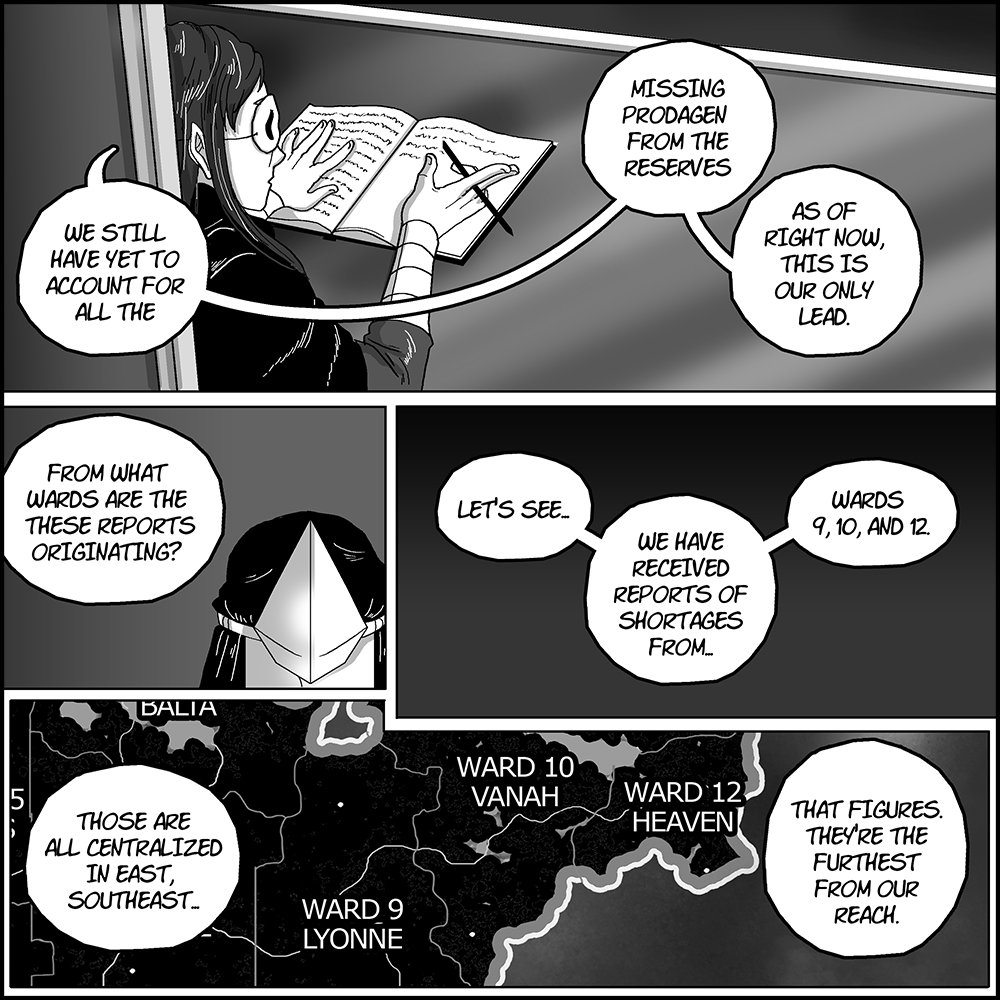 WE STILL
HAVE YET TO
ACCOUNT FOR
ALL THE
MISSING
PRODAGEN
FROM THE
RESERVES
AS OF
RIGHT NOW,
THIS IS
OUR ONLY
LEAD.
FROM WHAT
WARDS ARE THE
THESE REPORTS
ORIGINATING?
LET'S SEE...
WE HAVE
RECEIVED
REPORTS OF
SHORTAGES
FROM...
WARDS
9, 10, AND 12.
BALTA
5
WARD 10
VANAH
WARD 12
HEAVEN
WARD 9
LYONNE
THOSE ARE
ALL CENTRALIZED
IN EAST,
SOUTHEAST...
THAT FIGURES.
THEY'RE THE
FURTHEST
FROM OUR
REACH.